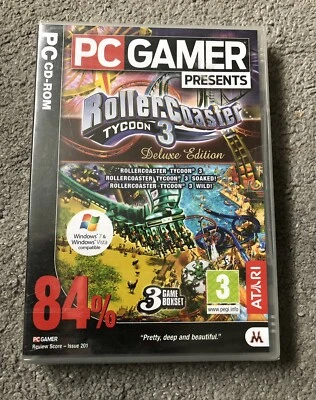 PC CD-ROM
PC GAMER
PRESENTS
RollerCoaster
TYCOON 3
Deluxe Edition
ROLLERCOASTER TYCOON® 3
ROLLERCOASTER TYCOON® 3 SOAKED!
ROLLERCOASTER TYCOON® 3 WILD!
Windows® 7 &
Windows® Vista
compatible
84%
3 GAME
BOXSET
3
www.pegi.info
ATARI
PC GAMER
Review Score – Issue 201
"Pretty, deep and beautiful."
M